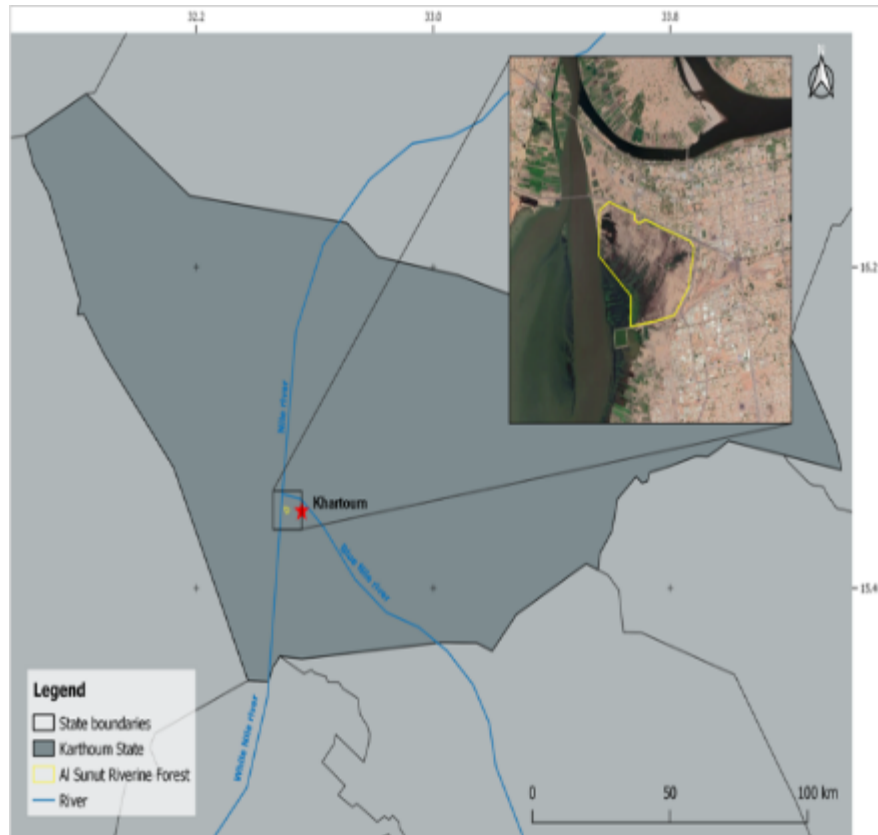 32.2 33.0 33.8
N
16.2
Nile river
Khartoum
Blue Nile river
15.4
White Nile river
Legend
State boundaries
Karthoum State
Al Sunut Riverine Forest
River
0 50 100 km